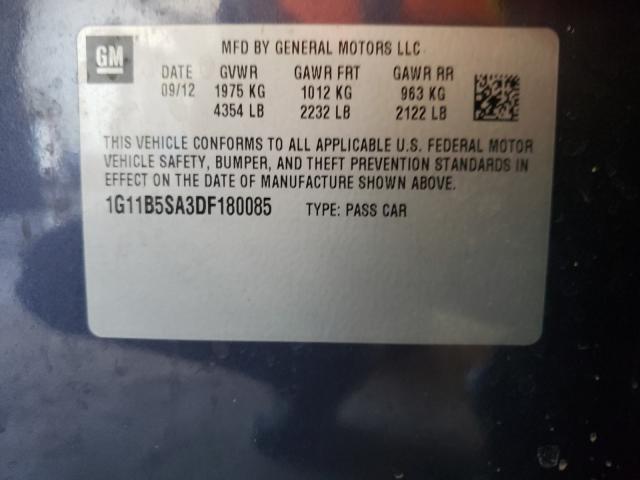 GM
MFD BY GENERAL MOTORS LLC
DATE GVWR GAWR FRT GAWR RR
09/12 1975 KG 1012 KG 963 KG
4354 LB 2232 LB 2122 LB
THIS VEHICLE CONFORMS TO ALL APPLICABLE U.S. FEDERAL MOTOR
VEHICLE SAFETY, BUMPER, AND THEFT PREVENTION STANDARDS IN
EFFECT ON THE DATE OF MANUFACTURE SHOWN ABOVE.
1G11B5SA3DF180085 TYPE: PASS CAR